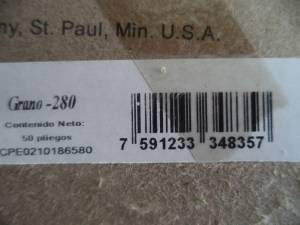 ny, St. Paul, Min. U.S.A.
Grano -280
Contenido Neto:
50 pliegos
CPE0210186580
7 591233 348357